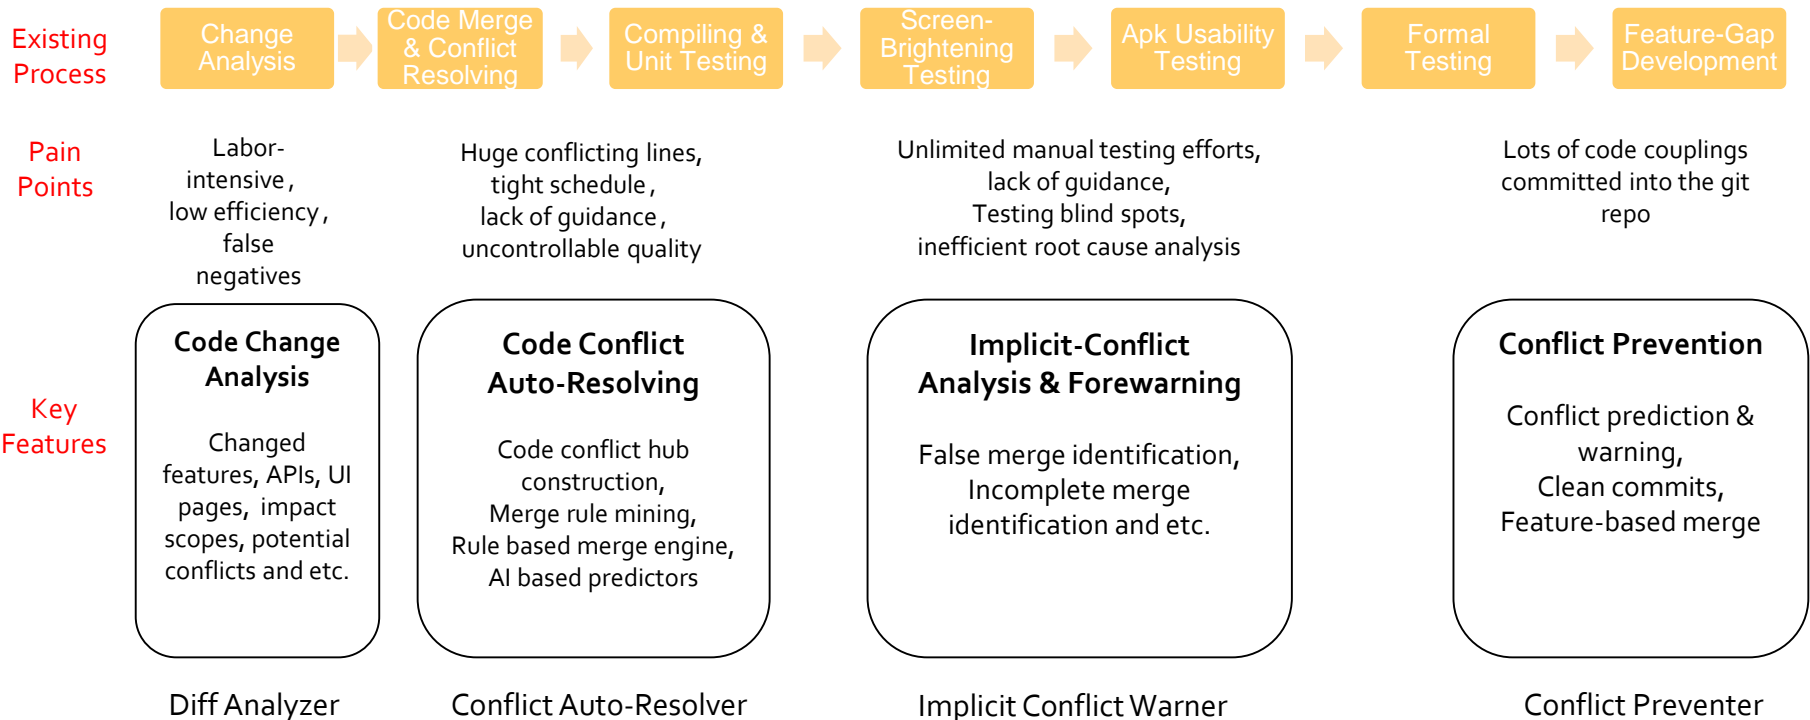 Existing
Process
Change
Analysis
Code Merge
& Conflict
Resolving
Compiling &
Unit Testing
Screen-
Brightening
Testing
Apk Usability
Testing
Formal
Testing
Feature-Gap
Development
Pain
Points
Labor-
intensive,
low efficiency,
false
negatives
Huge conflicting lines,
tight schedule,
lack of guidance,
uncontrollable quality
Unlimited manual testing efforts,
lack of guidance,
Testing blind spots,
inefficient root cause analysis
Lots of code couplings
committed into the git
repo
Key
Features
Code Change
Analysis
Changed
features, APIs, UI
pages, impact
scopes, potential
conflicts and etc.
Code Conflict
Auto-Resolving
Code conflict hub
construction,
Merge rule mining,
Rule based merge engine,
AI based predictors
Implicit-Conflict
Analysis & Forewarning
False merge identification,
Incomplete merge
identification and etc.
Conflict Prevention
Conflict prediction &
warning,
Clean commits,
Feature-based merge
Diff Analyzer
Conflict Auto-Resolver
Implicit Conflict Warner
Conflict Preventer